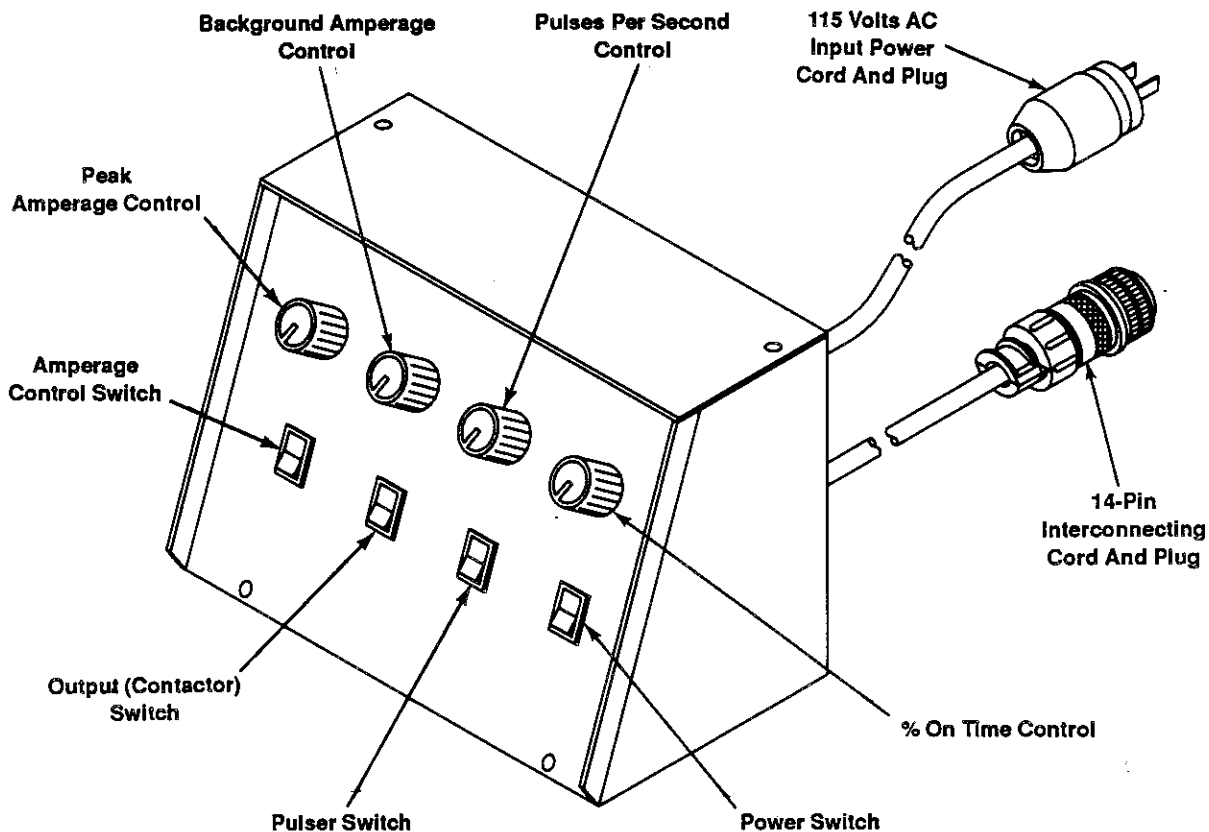 Background Amperage
Control
Pulses Per Second
Control
115 Volts AC
Input Power
Cord And Plug
Peak
Amperage Control
Amperage
Control Switch
14-Pin
Interconnecting
Cord And Plug
Output (Contactor)
Switch
% On Time Control
Pulser Switch
Power Switch